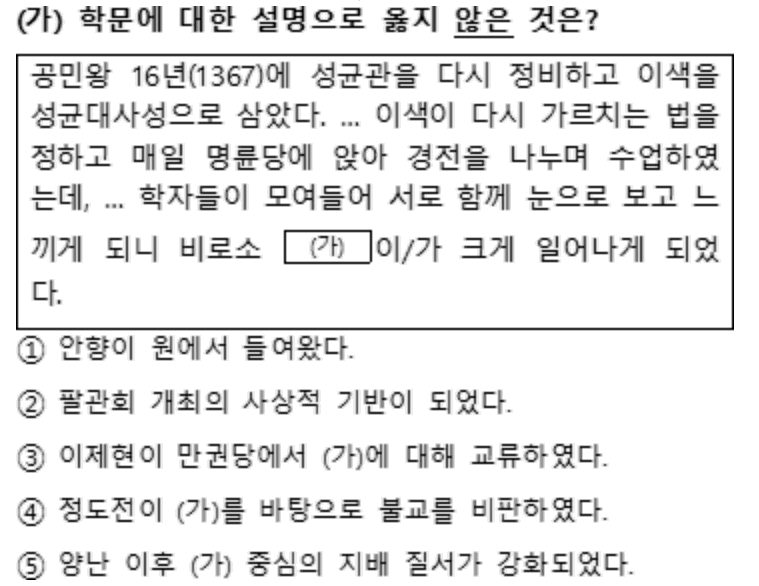 (가) 학문에 대한 설명으로 옳지 않은 것은?
공민왕 16년(1367)에 성균관을 다시 정비하고 이색을
성균대사성으로 삼았다. ... 이색이 다시 가르치는 법을
정하고 매일 명륜당에 앉아 경전을 나누며 수업하였
는데, ... 학자들이 모여들어 서로 함께 눈으로 보고 느
끼게 되니 비로소 (가) 이/가 크게 일어나게 되었
다.
① 안향이 원에서 들여왔다.
② 팔관회 개최의 사상적 기반이 되었다.
③ 이제현이 만권당에서 (가)에 대해 교류하였다.
④ 정도전이 (가)를 바탕으로 불교를 비판하였다.
⑤ 양난 이후 (가) 중심의 지배 질서가 강화되었다.